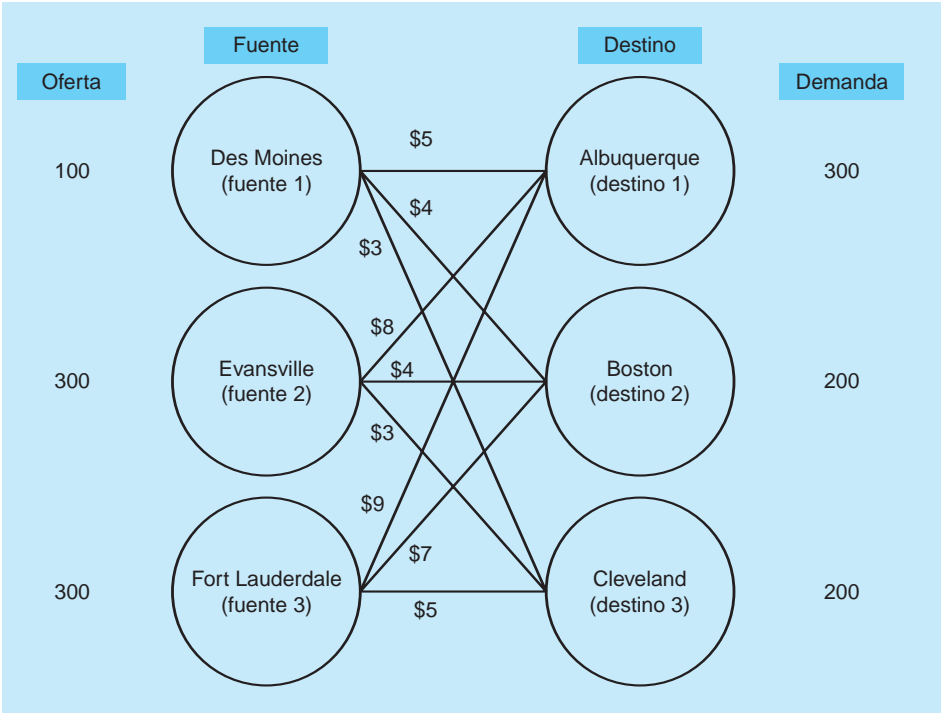 Fuente
Destino
Oferta
Demanda
100
Des Moines
(fuente 1)
$5
$4
$3
Albuquerque
(destino 1)
300
300
Evansville
(fuente 2)
$8
$4
$3
Boston
(destino 2)
200
300
Fort Lauderdale
(fuente 3)
$9
$7
$5
Cleveland
(destino 3)
200